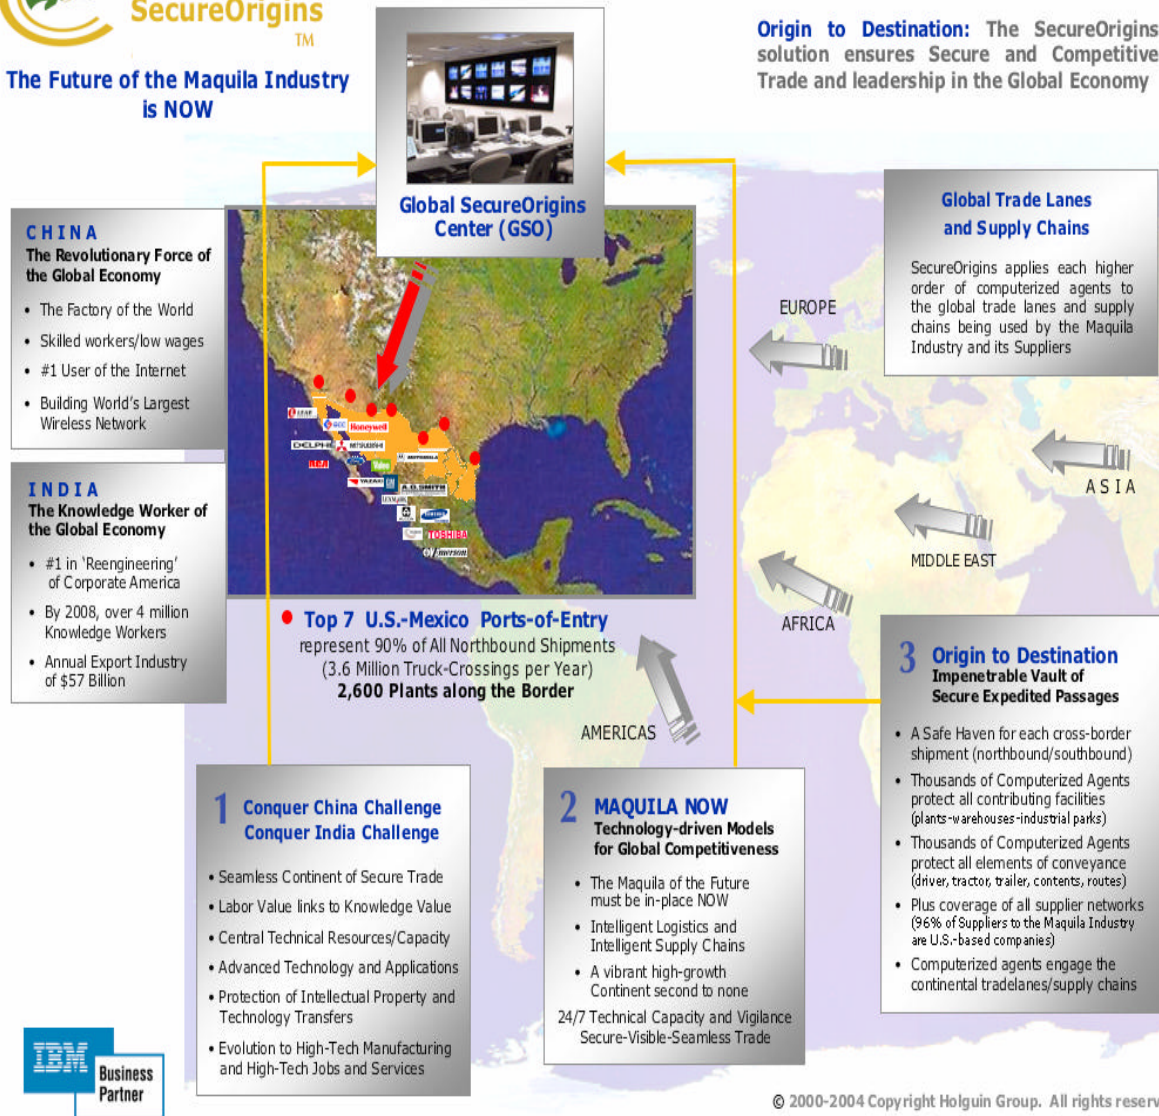 SecureOrigins
TM
The Future of the Maquila Industry
is NOW
Origin to Destination: The SecureOrigins
solution ensures Secure and Competitive
Trade and leadership in the Global Economy
Global SecureOrigins
Center (GSO)
CHINA
The Revolutionary Force of
the Global Economy
• The Factory of the World
• Skilled workers/low wages
• #1 User of the Internet
• Building World's Largest
Wireless Network
INDIA
The Knowledge Worker of
the Global Economy
• #1 in 'Reengineering'
of Corporate America
• By 2008, over 4 million
Knowledge Workers
• Annual Export Industry
of $57 Billion
Global Trade Lanes
and Supply Chains
SecureOrigins applies each higher
order of computerized agents to
the global trade lanes and supply
chains being used by the Maquila
Industry and its Suppliers
EUROPE
ASIA
MIDDLE EAST
AFRICA
AMERICAS
LEAR
Honeywell
DELPHI
MITSUBISHI
RCA
Valeo
MOTOROLA
YAZAKI
GM
A.O.SMITH
LEXMARK
SAMSUNG
TOSHIBA
Emerson
Top 7 U.S.-Mexico Ports-of-Entry
represent 90% of All Northbound Shipments
(3.6 Million Truck-Crossings per Year)
2,600 Plants along the Border
1 Conquer China Challenge
Conquer India Challenge
• Seamless Continent of Secure Trade
• Labor Value links to Knowledge Value
• Central Technical Resources/Capacity
• Advanced Technology and Applications
• Protection of Intellectual Property and
Technology Transfers
• Evolution to High-Tech Manufacturing
and High-Tech Jobs and Services
2 MAQUILA NOW
Technology-driven Models
for Global Competitiveness
• The Maquila of the Future
must be in-place NOW
• Intelligent Logistics and
Intelligent Supply Chains
• A vibrant high-growth
Continent second to none
24/7 Technical Capacity and Vigilance
Secure-Visible-Seamless Trade
3 Origin to Destination
Impenetrable Vault of
Secure Expedited Passages
• A Safe Haven for each cross-border
shipment (northbound/southbound)
• Thousands of Computerized Agents
protect all contributing facilities
(plants-warehouses-industrial parks)
• Thousands of Computerized Agents
protect all elements of conveyance
(driver, tractor, trailer, contents, routes)
• Plus coverage of all supplier networks
(96% of Suppliers to the Maquila Industry
are U.S.-based companies)
• Computerized agents engage the
continental tradelanes/supply chains
IBM
Business
Partner
© 2000-2004 Copyright Holguin Group. All rights reserv